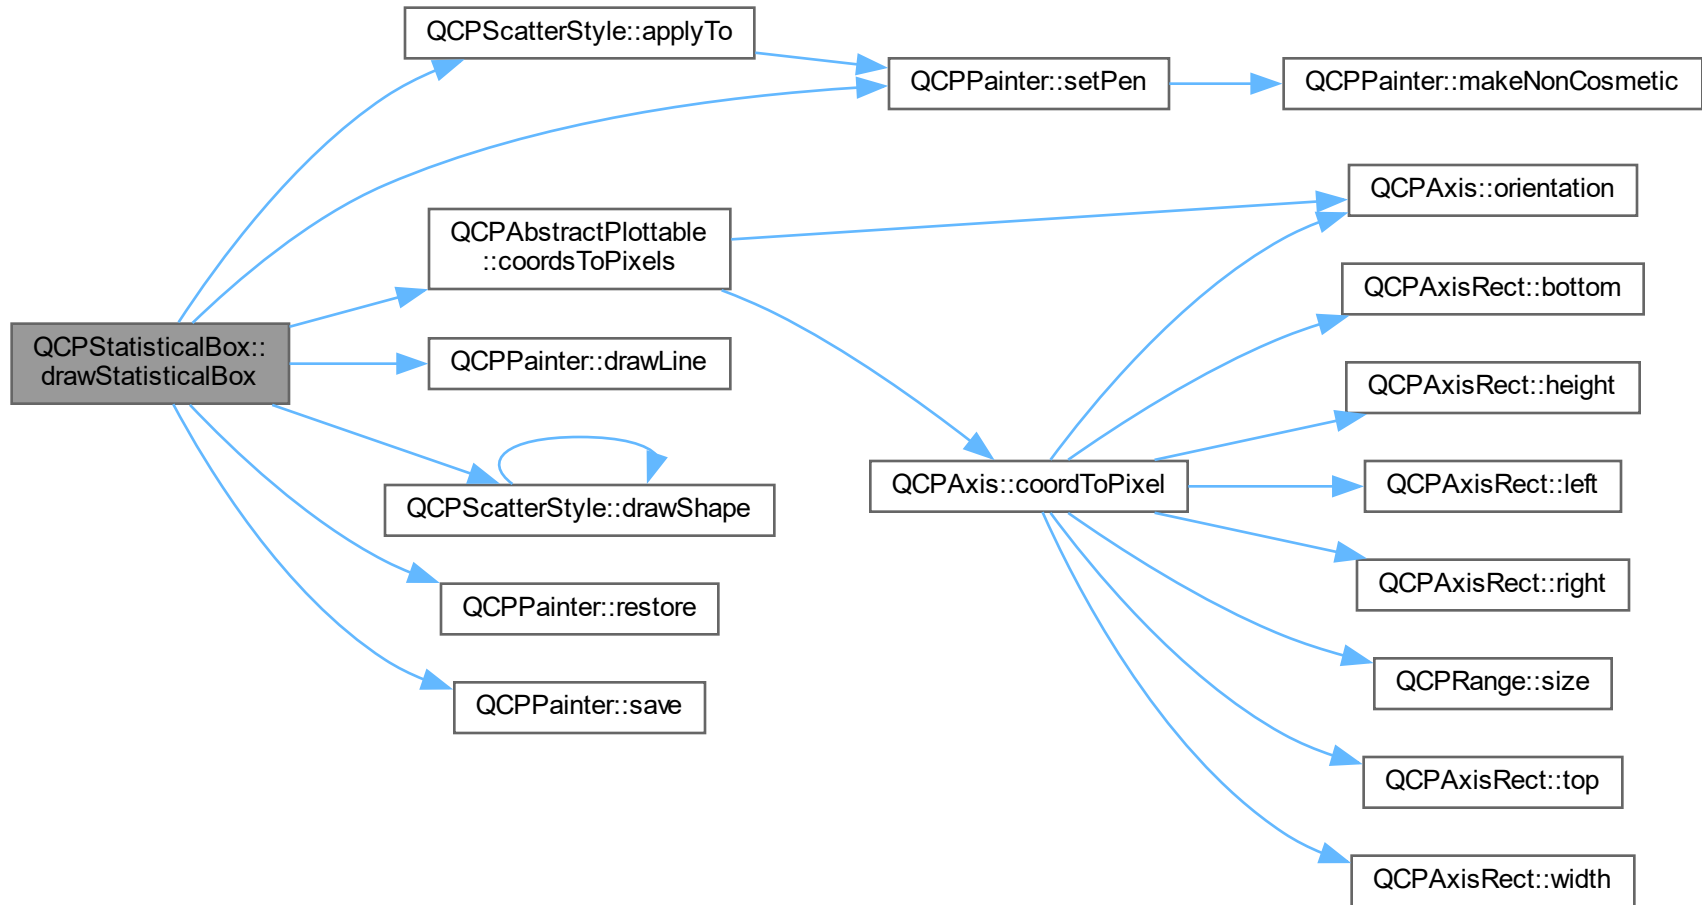 QCPScatterStyle::applyTo
QCPPainter::setPen
QCPPainter::makeNonCosmetic
QCPAxis::orientation
QCPAbstractPlottable
::coordsToPixels
QCPAxisRect::bottom
QCPStatisticalBox::
drawStatisticalBox
QCPPainter::drawLine
QCPAxisRect::height
QCPAxis::coordToPixel
QCPAxisRect::left
QCPScatterStyle::drawShape
QCPAxisRect::right
QCPPainter::restore
QCPRange::size
QCPPainter::save
QCPAxisRect::top
QCPAxisRect::width